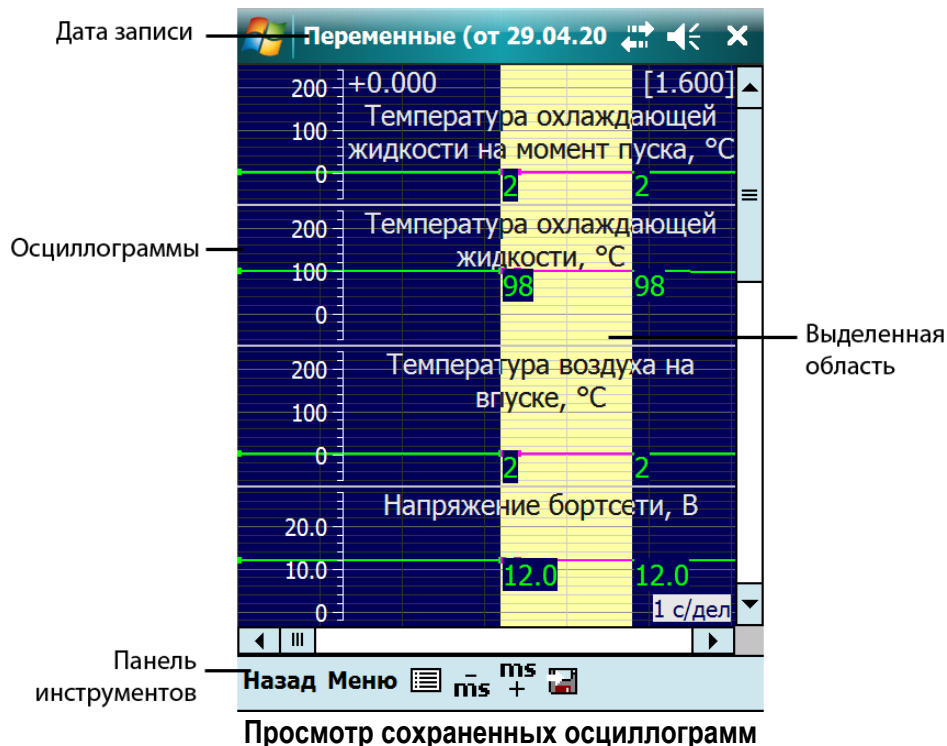 Дата записи
Переменные (от 29.04.20
200
+0.000
[1.600]
Температура охлаждающей
100
жидкости на момент пуска, °C
0
2
2
Осциллограммы
200
Температура охлаждающей
жидкости, °C
100
98
98
0
Выделенная
область
200
Температура воздуха на
впуске, °C
100
0
2
2
Напряжение бортсети, В
20.0
10.0
12.0
12.0
0
1 с/дел
Панель
инструментов
Назад Меню
-
ms
ms
+
Просмотр сохраненных осциллограмм